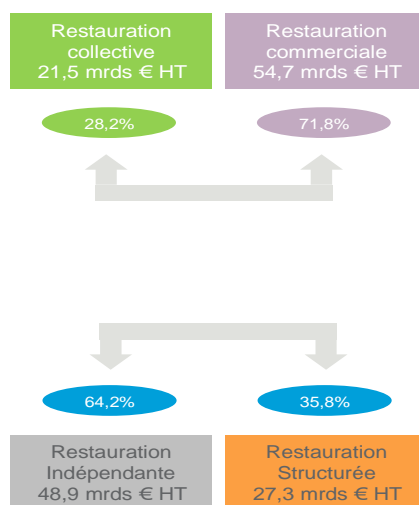 Restauration
collective
21,5 mrds € HT
Restauration
commerciale
54,7 mrds € HT
28,2%
71,8%
64,2%
35,8%
Restauration
Indépendante
48,9 mrds € HT
Restauration
Structurée
27,3 mrds € HT